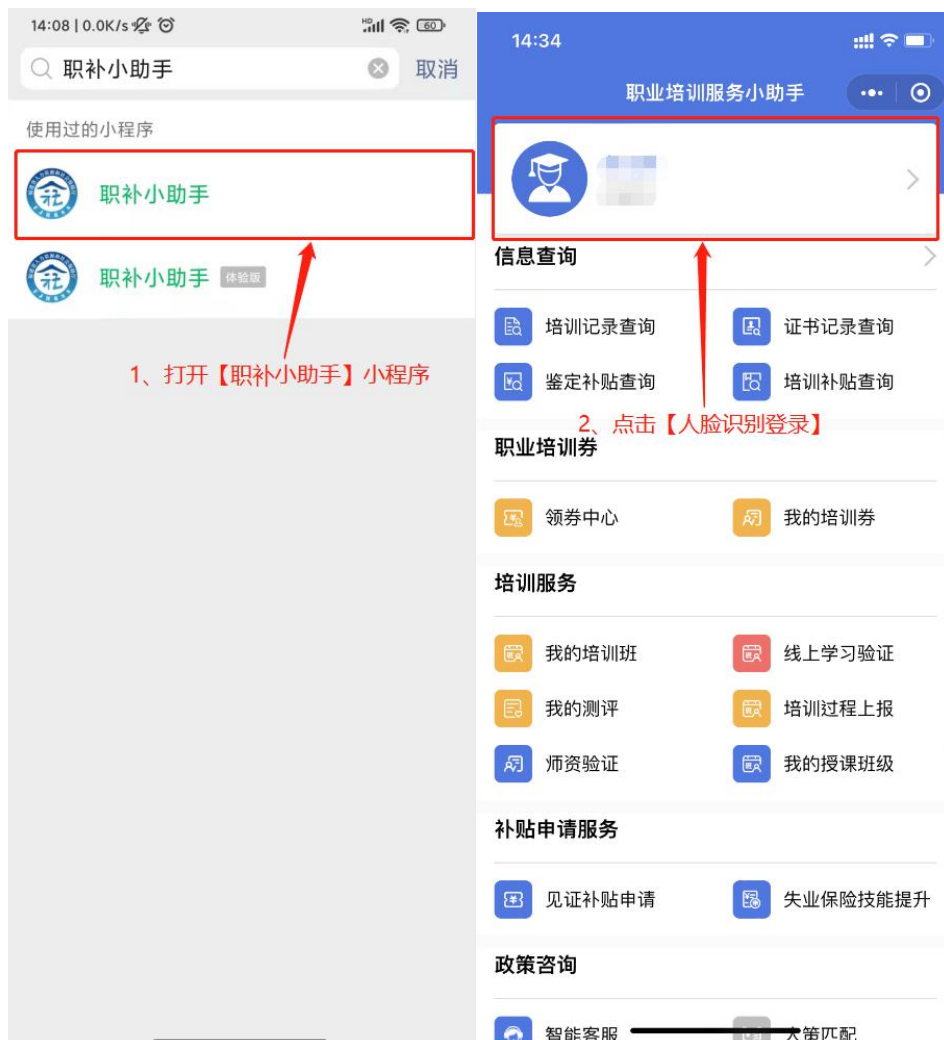 14:08 | 0.0K/s
HD 60
职补小助手
取消
使用过的小程序
职补小助手
职补小助手 体验版
1、打开【职补小助手】小程序
14:34
职业培训服务小助手
信息查询
培训记录查询 证书记录查询
鉴定补贴查询 培训补贴查询
2、点击【人脸识别登录】
职业培训券
领券中心 我的培训券
培训服务
我的培训班 线上学习验证
我的测评 培训过程上报
师资验证 我的授课班级
补贴申请服务
见证补贴申请 失业保险技能提升
政策咨询
智能客服 策匹配